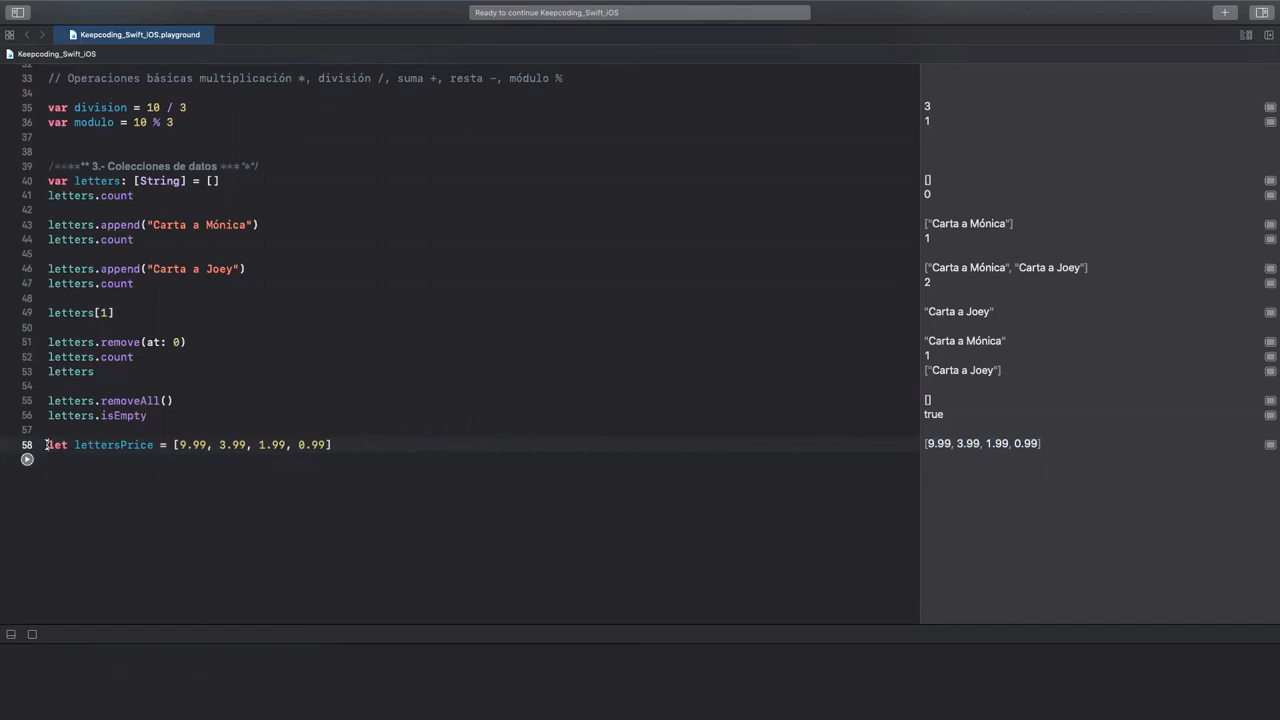 Ready to continue Keepcoding_Swift_iOS
Keepcoding_Swift_iOS.playground
Keepcoding_Swift_iOS
33 // Operaciones básicas multiplicación *, división /, suma +, resta -, módulo %
34
35 var division = 10 / 3 3
36 var modulo = 10 % 3 1
37
38
39 /****** 3.- Colecciones de datos ******/
40 var letters: [String] = [] []
41 letters.count 0
42
43 letters.append("Carta a Mónica") ["Carta a Mónica"]
44 letters.count 1
45
46 letters.append("Carta a Joey") ["Carta a Mónica", "Carta a Joey"]
47 letters.count 2
48
49 letters[1] "Carta a Joey"
50
51 letters.remove(at: 0) "Carta a Mónica"
52 letters.count 1
53 letters ["Carta a Joey"]
54
55 letters.removeAll() []
56 letters.isEmpty true
57
58 let lettersPrice = [9.99, 3.99, 1.99, 0.99] [9.99, 3.99, 1.99, 0.99]